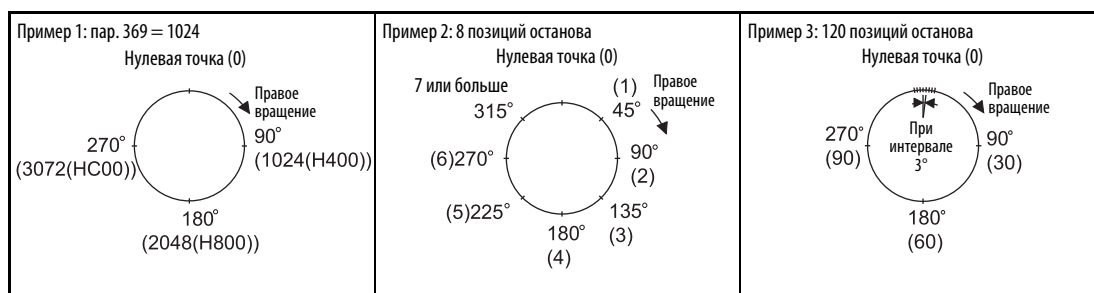 Пример 1: пар. 369 = 1024
Нулевая точка (0)
Правое
вращение
270°
(3072(HC00))
90°
(1024(H400))
180°
(2048(H800))
Пример 2: 8 позиций останова
Нулевая точка (0)
7 или больше
315°
(1)
45°
Правое
вращение
(6)270°
90°
(2)
(5)225°
135°
(3)
180°
(4)
Пример 3: 120 позиций останова
Нулевая точка (0)
Правое
вращение
270°
(90)
При
интервале
3°
90°
(30)
180°
(60)